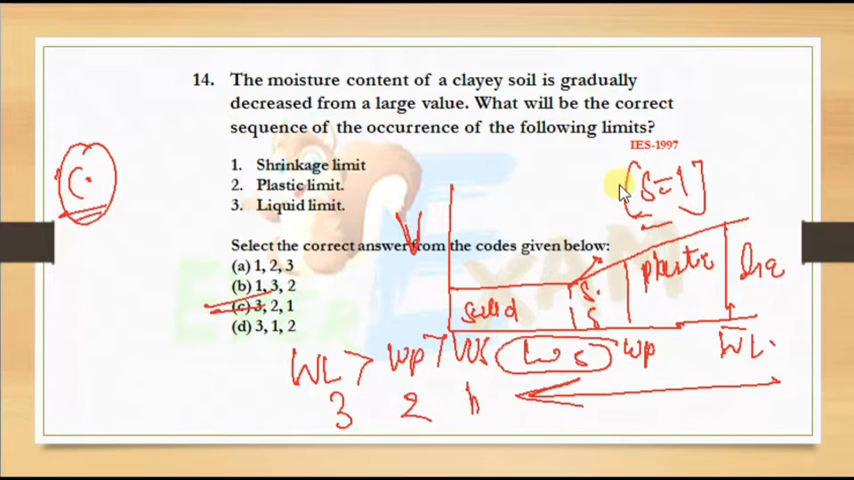 14. The moisture content of a clayey soil is gradually
decreased from a large value. What will be the correct
sequence of the occurrence of the following limits?
IES-1997
1. Shrinkage limit
2. Plastic limit.
3. Liquid limit.
Select the correct answer from the codes given below:
(a) 1, 2, 3
(b) 1, 3, 2
(c) 3, 2, 1
(d) 3, 1, 2
C.
[S=1]
plastic
solid
S.
S
WL > Wp > Ws
Ws
Wp
WL.
3 2 1
EXAM